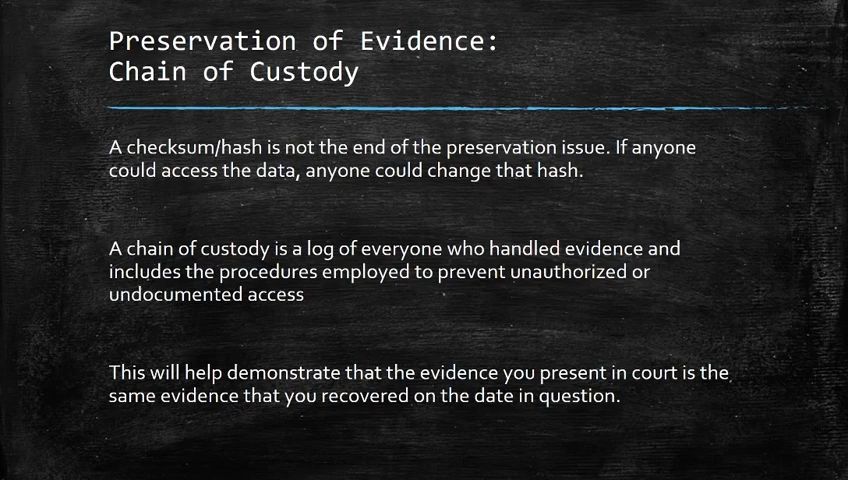 Preservation of Evidence:
Chain of Custody
A checksum/hash is not the end of the preservation issue. If anyone
could access the data, anyone could change that hash.
A chain of custody is a log of everyone who handled evidence and
includes the procedures employed to prevent unauthorized or
undocumented access
This will help demonstrate that the evidence you present in court is the
same evidence that you recovered on the date in question.